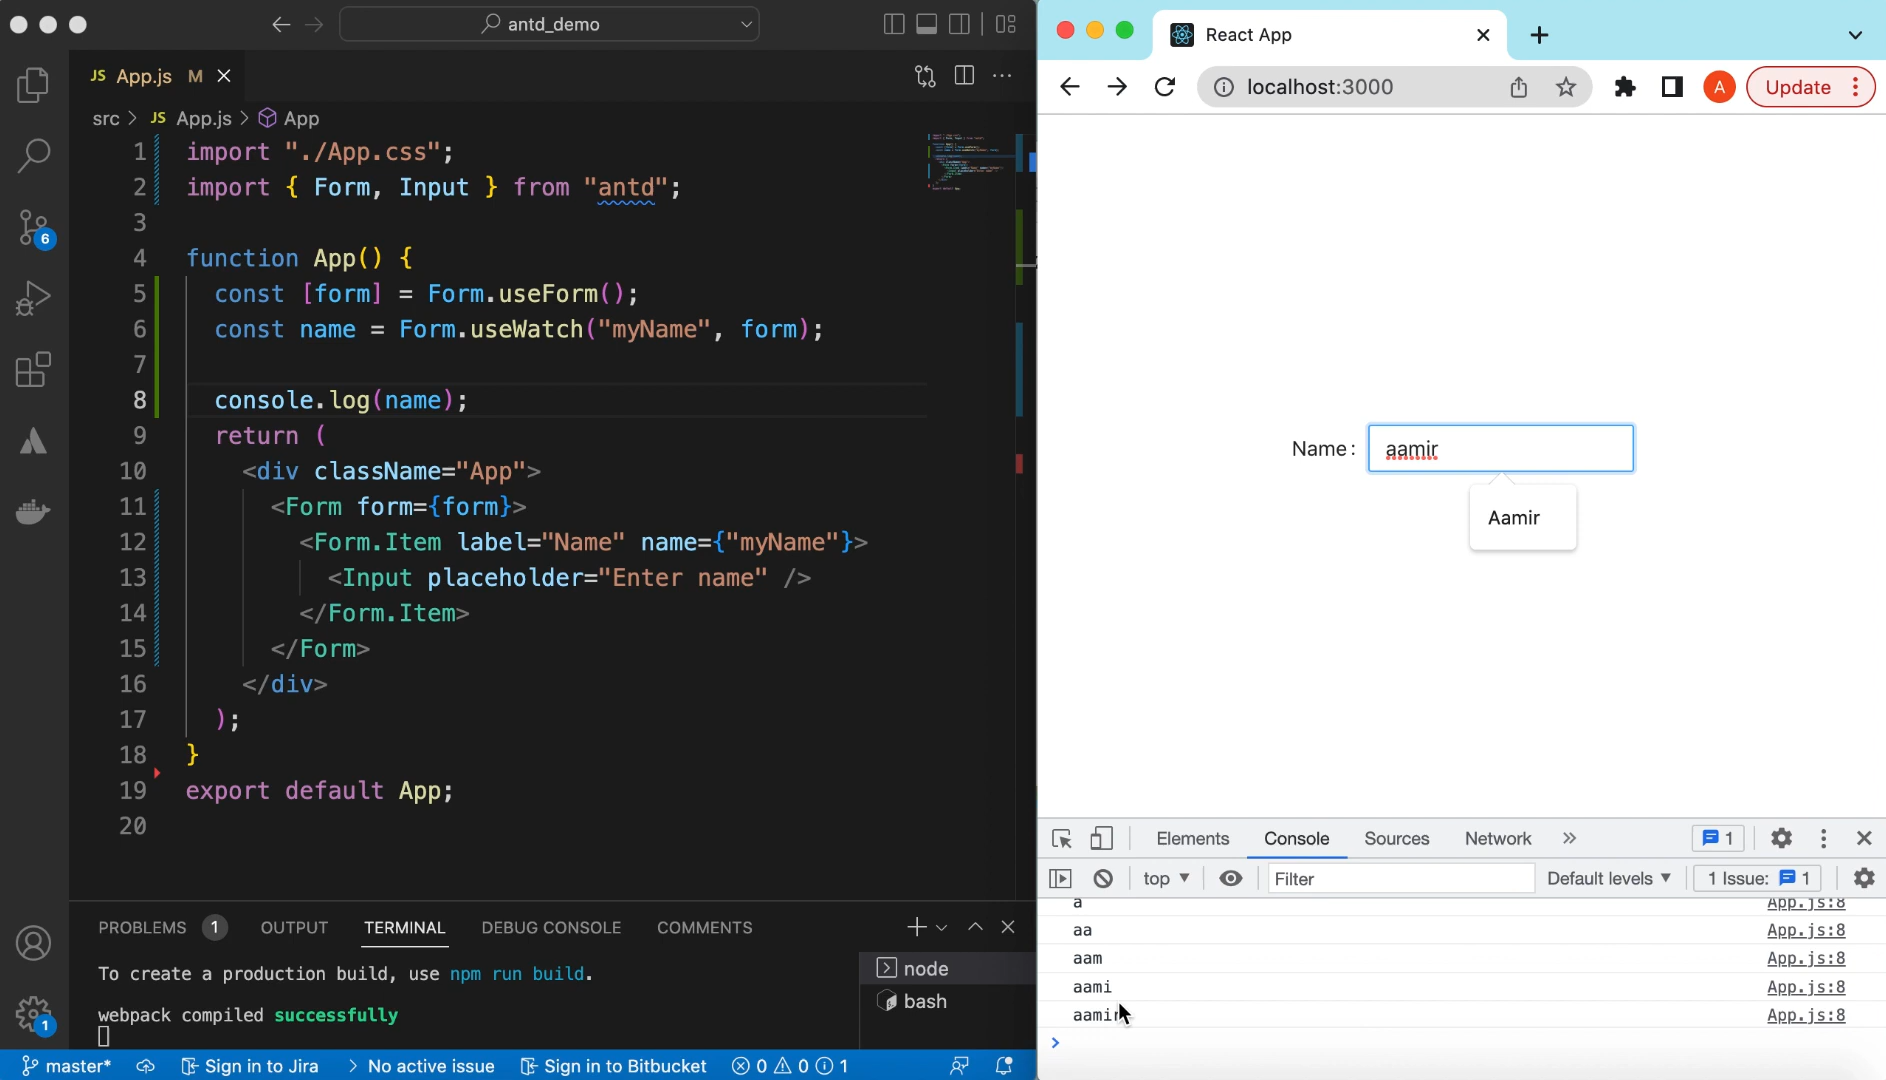 antd_demo
JS App.js M
src > JS App.js > App
1 import "./App.css";
2 import { Form, Input } from "antd";
3
4 function App() {
5 const [form] = Form.useForm();
6 const name = Form.useWatch("myName", form);
7
8 console.log(name);
9 return (
10 <div className="App">
11 <Form form={form}>
12 <Form.Item label="Name" name={"myName"}>
13 <Input placeholder="Enter name" />
14 </Form.Item>
15 </Form>
16 </div>
17 );
18 }
19 export default App;
20
6
1
PROBLEMS 1 OUTPUT TERMINAL DEBUG CONSOLE COMMENTS
To create a production build, use npm run build.
webpack compiled successfully
node
bash
master* Sign in to Jira > No active issue Sign in to Bitbucket 0 0 1
React App
localhost:3000 A Update
Name : aamir
Aamir
Elements Console Sources Network » 1
top ▼ Filter Default levels ▼ 1 Issue: 1
a App.js:8
aa App.js:8
aam App.js:8
aami App.js:8
aamir App.js:8
>